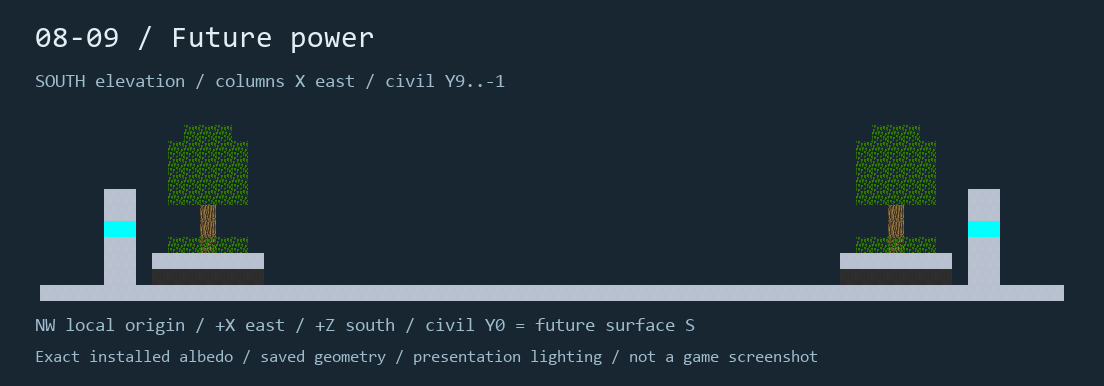 08-09 / Future power
SOUTH elevation / columns X east / civil Y9..-1
NW local origin / +X east / +Z south / civil Y0 = future surface S
Exact installed albedo / saved geometry / presentation lighting / not a game screenshot